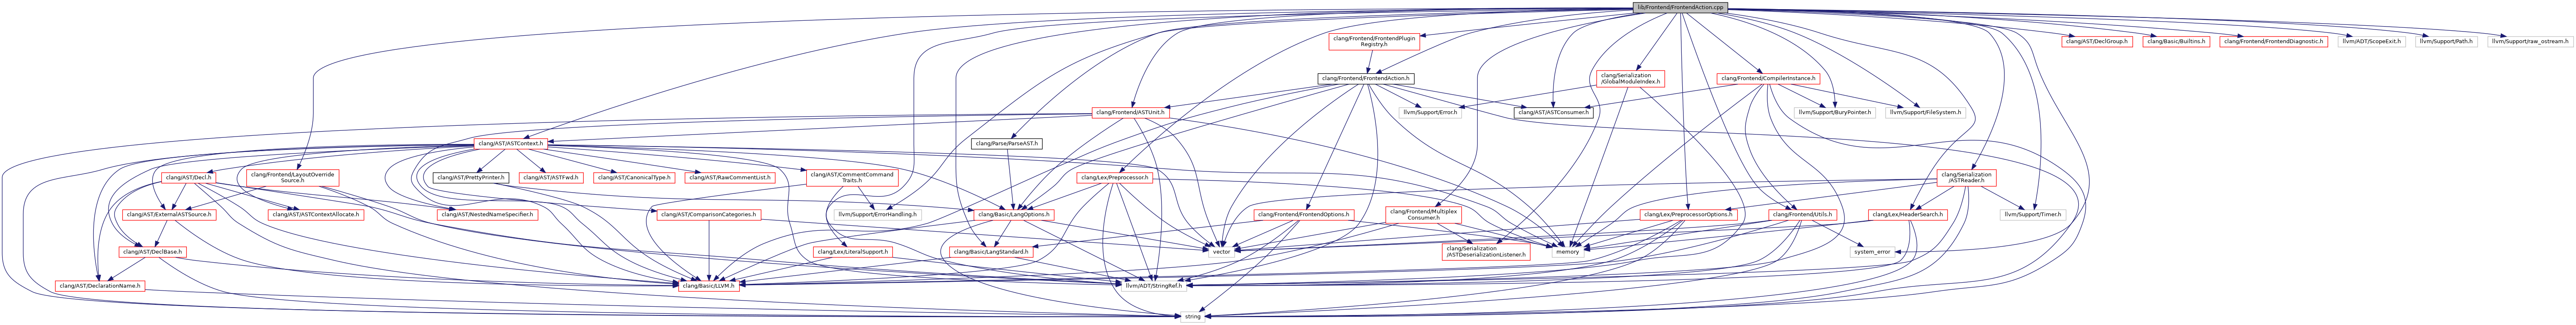 lib/Frontend/FrontendAction.cpp
clang/Frontend/FrontendPlugin
Registry.h
clang/AST/DeclGroup.h
clang/Basic/Builtins.h
clang/Frontend/FrontendDiagnostic.h
llvm/ADT/ScopeExit.h
llvm/Support/Path.h
llvm/Support/raw_ostream.h
clang/Frontend/FrontendAction.h
clang/Serialization
/GlobalModuleIndex.h
clang/Frontend/CompilerInstance.h
clang/Frontend/ASTUnit.h
llvm/Support/Error.h
clang/AST/ASTConsumer.h
llvm/Support/BuryPointer.h
llvm/Support/FileSystem.h
clang/AST/ASTContext.h
clang/Parse/ParseAST.h
clang/AST/Decl.h
clang/Frontend/LayoutOverride
Source.h
clang/AST/PrettyPrinter.h
clang/AST/ASTFwd.h
clang/AST/CanonicalType.h
clang/AST/RawCommentList.h
clang/AST/CommentCommand
Traits.h
clang/Lex/Preprocessor.h
clang/Serialization
/ASTReader.h
clang/AST/ExternalASTSource.h
clang/AST/ASTContextAllocate.h
clang/AST/NestedNameSpecifier.h
clang/AST/ComparisonCategories.h
llvm/Support/ErrorHandling.h
clang/Basic/LangOptions.h
clang/Frontend/FrontendOptions.h
clang/Frontend/Multiplex
Consumer.h
clang/Lex/PreprocessorOptions.h
clang/Frontend/Utils.h
clang/Lex/HeaderSearch.h
llvm/Support/Timer.h
clang/AST/DeclBase.h
clang/Lex/LiteralSupport.h
clang/Basic/LangStandard.h
vector
clang/Serialization
/ASTDeserializationListener.h
memory
system_error
clang/AST/DeclarationName.h
clang/Basic/LLVM.h
llvm/ADT/StringRef.h
string